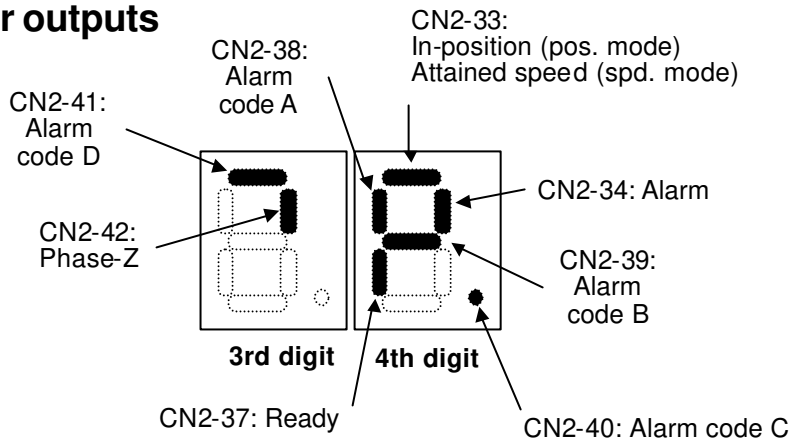 r outputs
CN2-33:
In-position (pos. mode)
Attained speed (spd. mode)
CN2-38:
Alarm
code A
CN2-41:
Alarm
code D
CN2-34: Alarm
CN2-42:
Phase-Z
CN2-39:
Alarm
code B
3rd digit
4th digit
CN2-37: Ready
CN2-40: Alarm code C